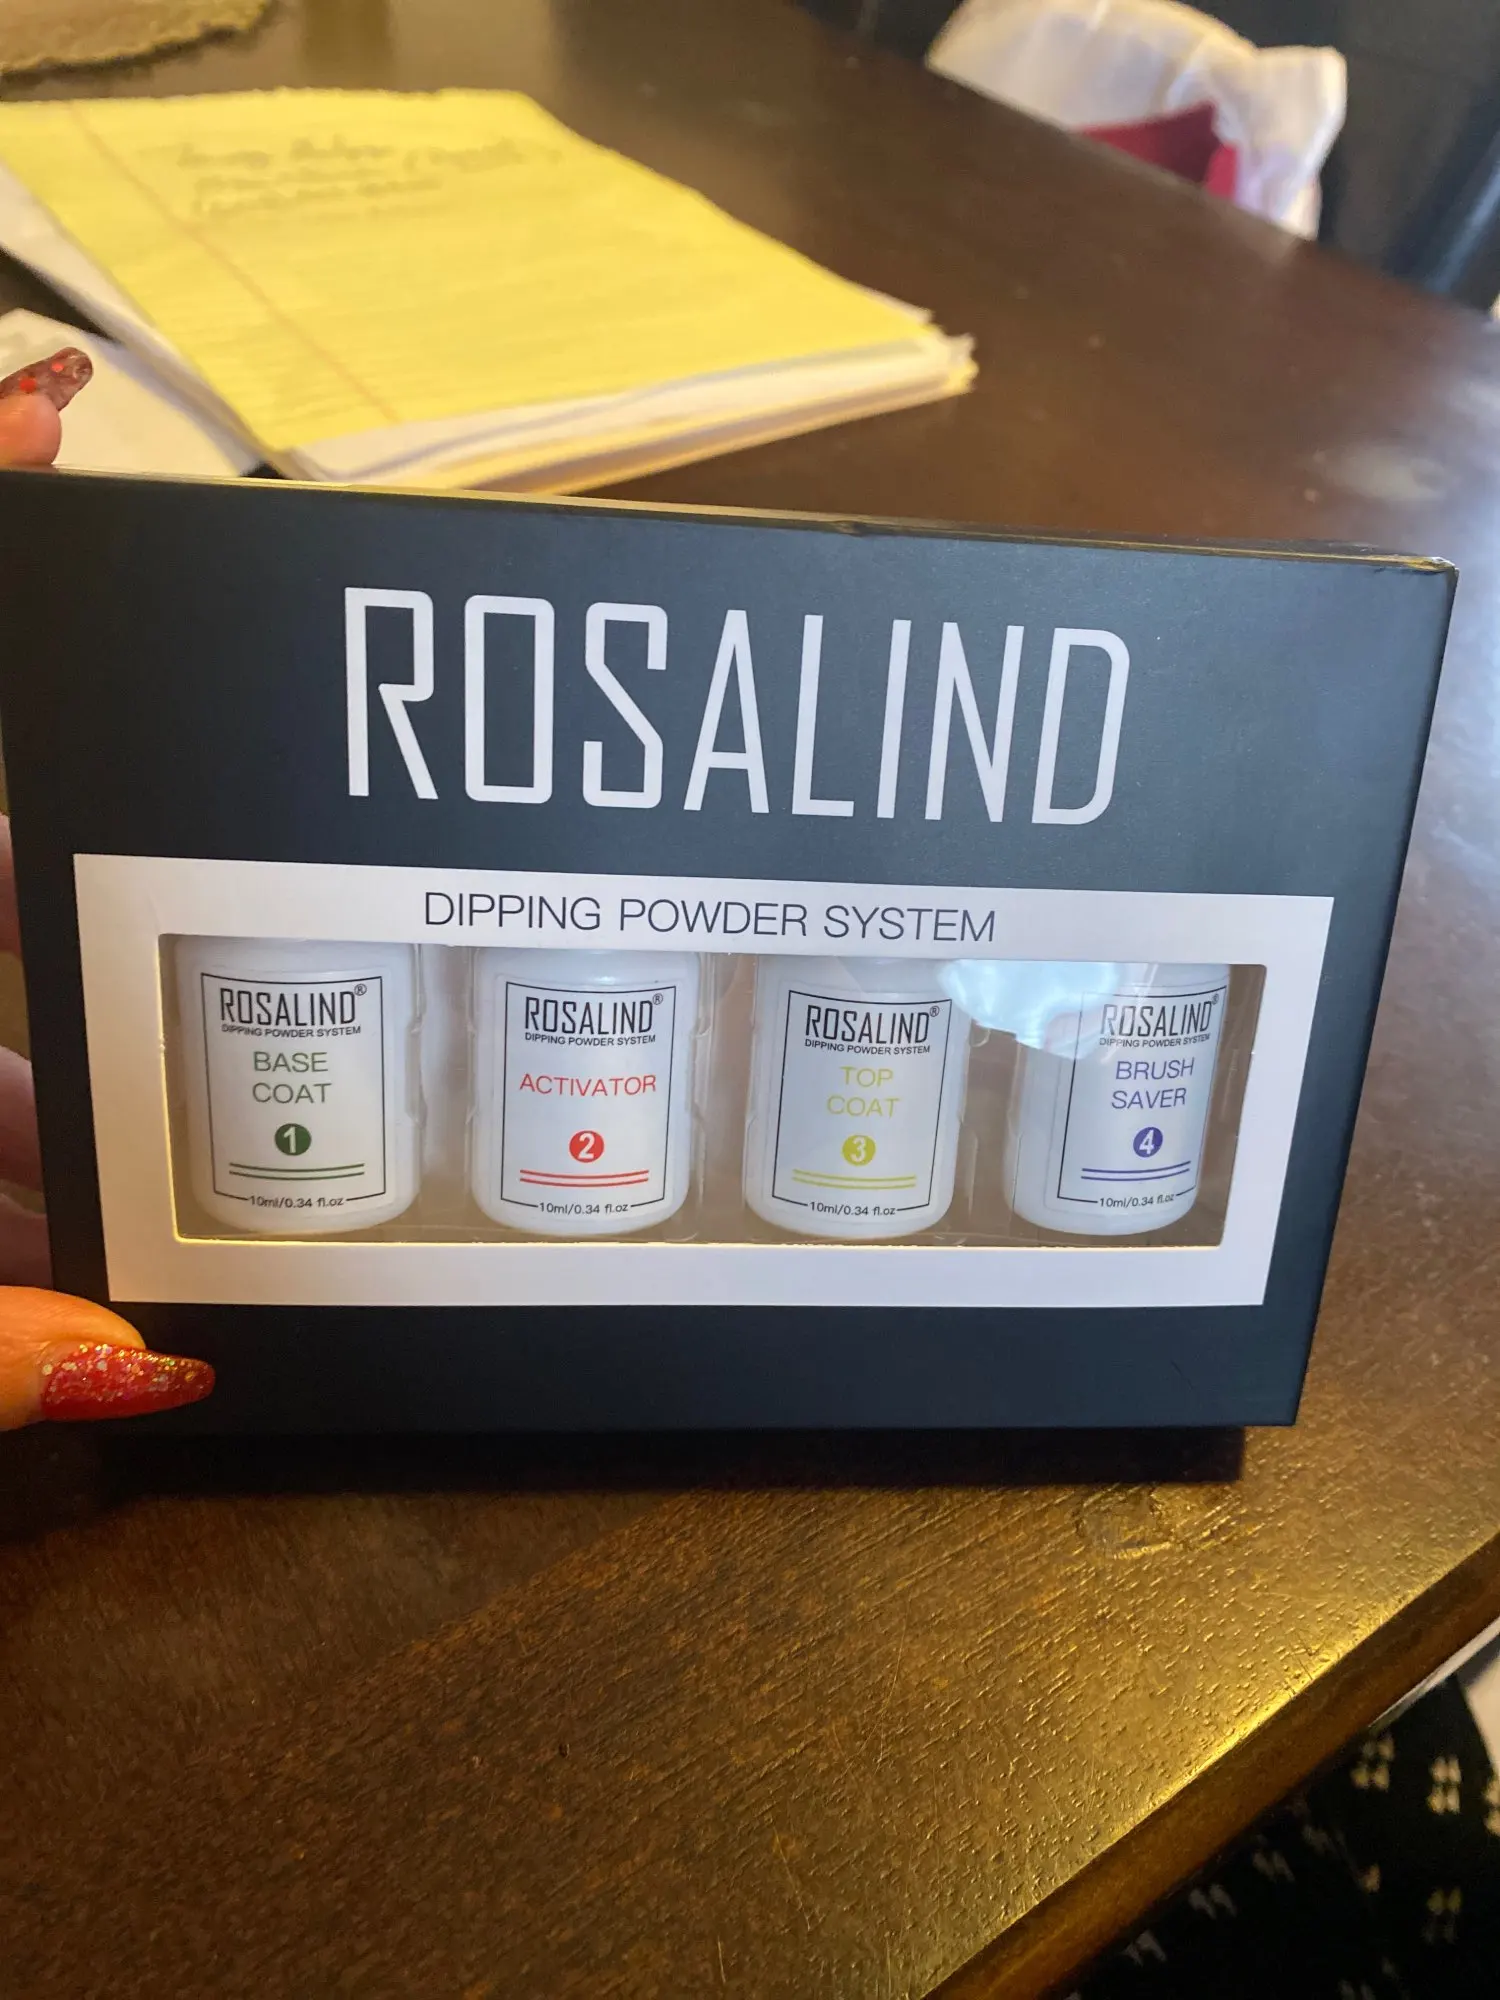 ROSALIND
DIPPING POWDER SYSTEM
ROSALIND®
DIPPING POWDER SYSTEM
BASE
COAT
1
10ml/0.34 fl.oz
ROSALIND®
DIPPING POWDER SYSTEM
ACTIVATOR
2
10ml/0.34 fl.oz
ROSALIND®
DIPPING POWDER SYSTEM
TOP
COAT
3
10ml/0.34 fl.oz
ROSALIND®
DIPPING POWDER SYSTEM
BRUSH
SAVER
4
10ml/0.34 fl.oz